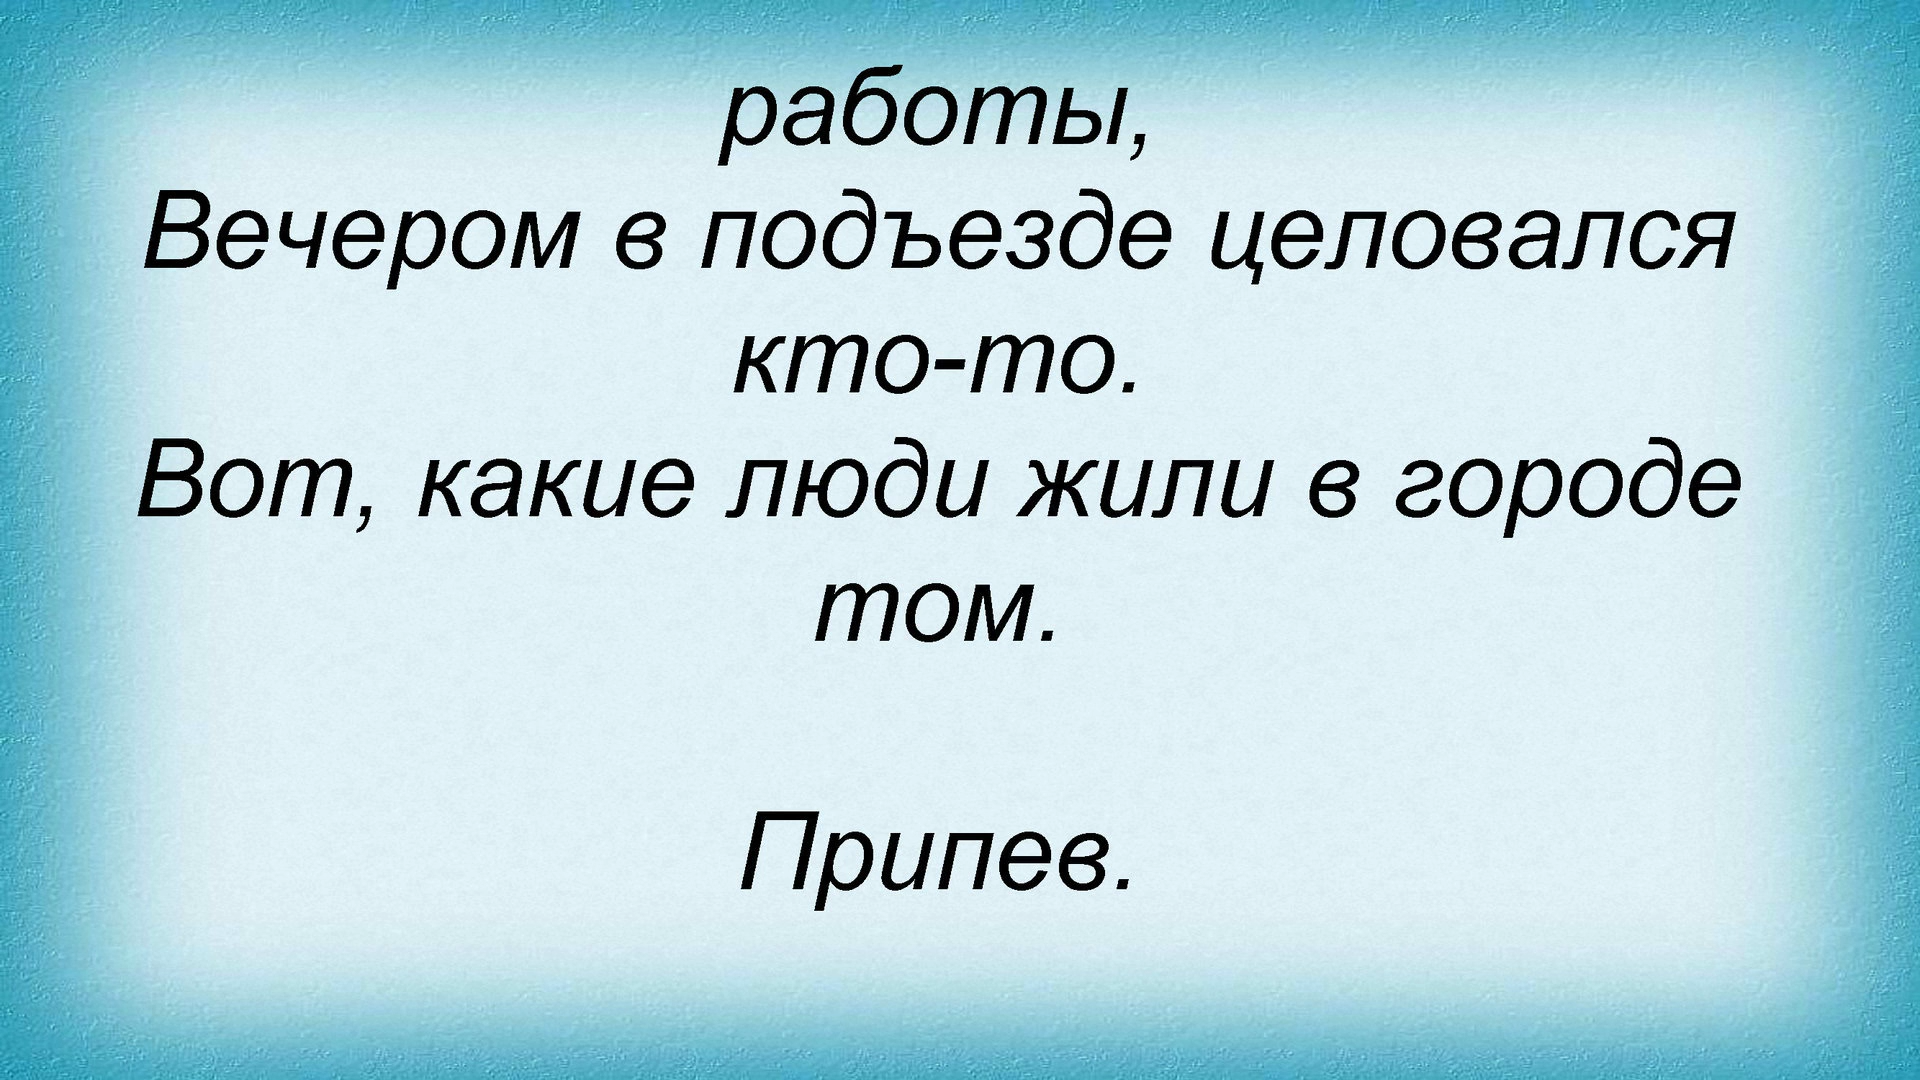 работы,
Вечером в подъезде целовался
кто-то.
Вот, какие люди жили в городе
том.
Припев.